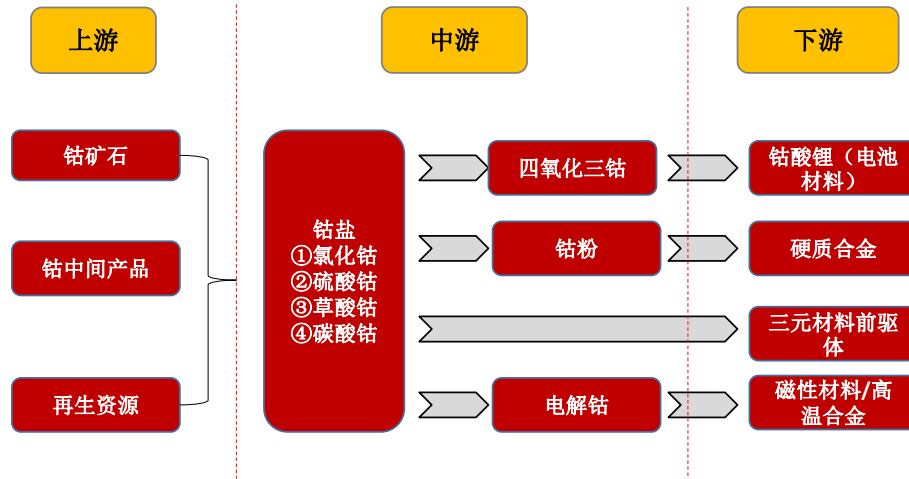 上游
中游
下游
钴矿石
钴中间产品
再生资源
钴盐
①氯化钴
②硫酸钴
③草酸钴
④碳酸钴
四氧化三钴
钴粉
电解钴
钴酸锂（电池
材料）
硬质合金
三元材料前驱
体
磁性材料/高
温合金